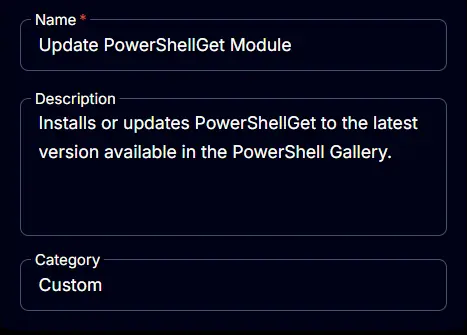 Name *
Update PowerShellGet Module
Description
Installs or updates PowerShellGet to the latest
version available in the PowerShell Gallery.
Category
Custom